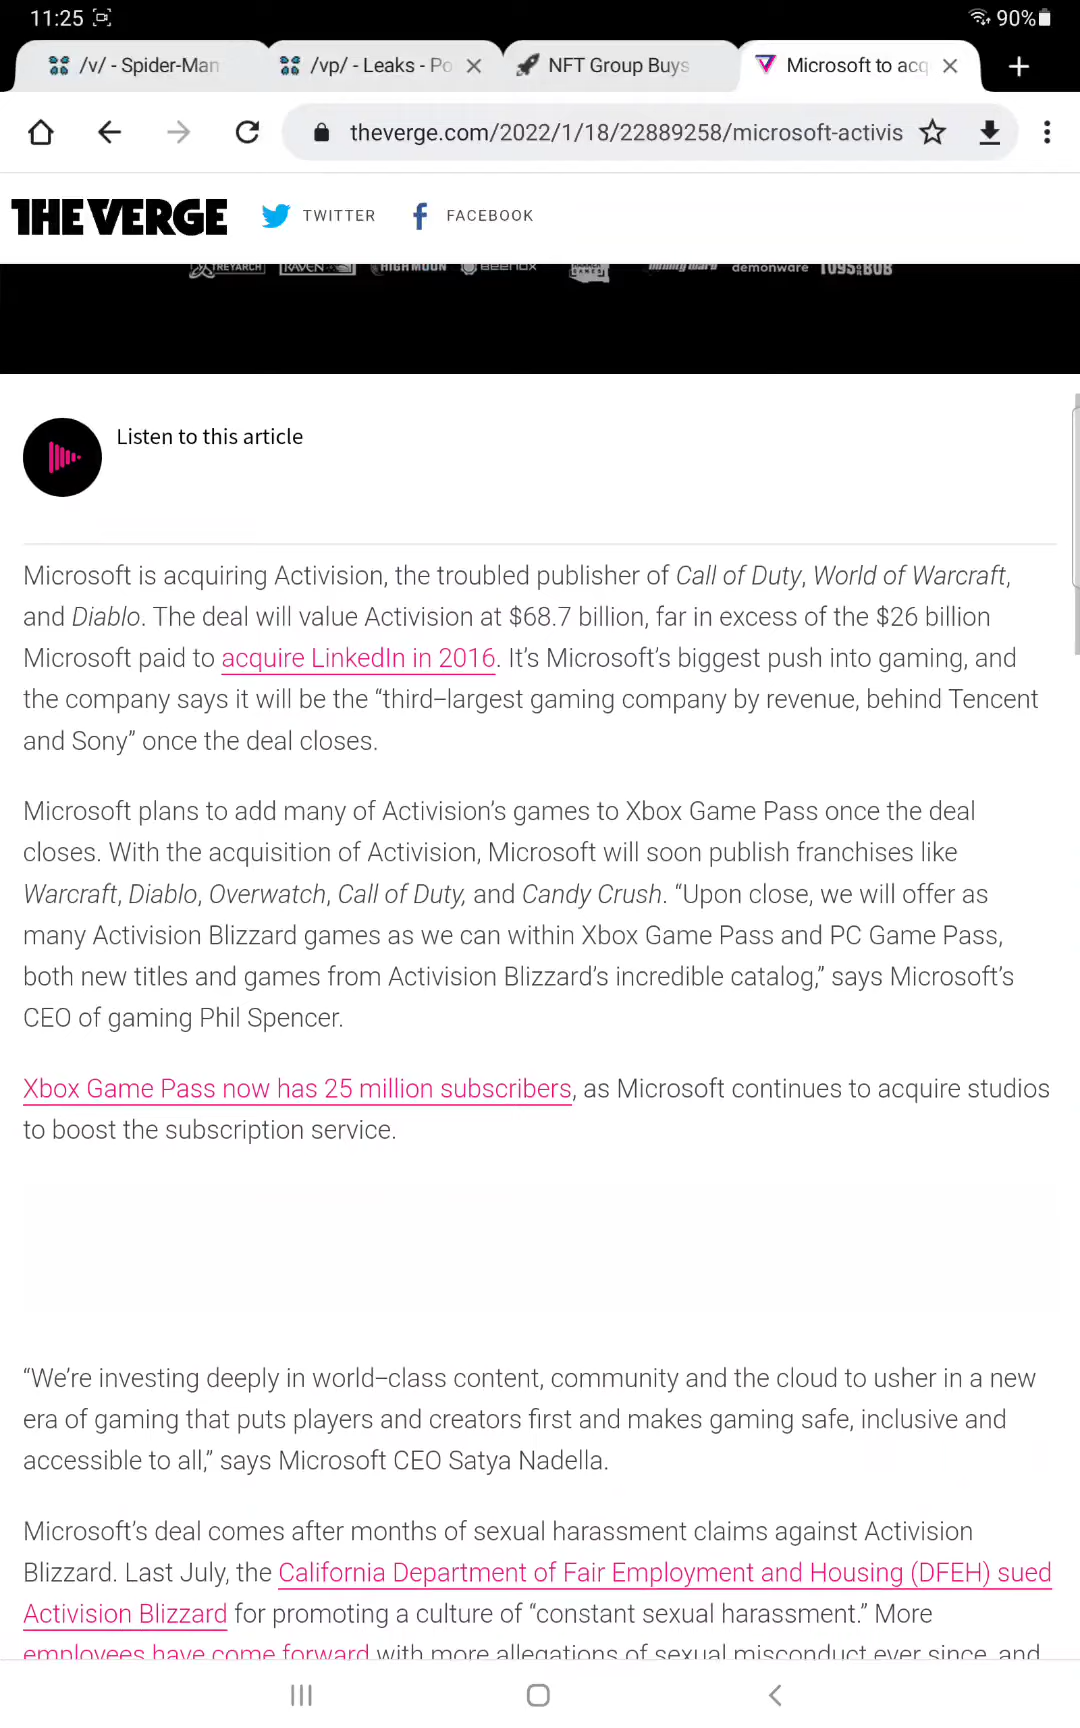 11:25 90%
/v/ - Spider-Man /vp/ - Leaks - Po NFT Group Buys Microsoft to acq
theverge.com/2022/1/18/22889258/microsoft-activis
THE VERGE TWITTER FACEBOOK
TREYARCH RAVEN HIGH MOON BEENOX infinity ward demonware TOYS FOR BOB
Listen to this article
Microsoft is acquiring Activision, the troubled publisher of Call of Duty, World of Warcraft,
and Diablo. The deal will value Activision at $68.7 billion, far in excess of the $26 billion
Microsoft paid to acquire LinkedIn in 2016. It’s Microsoft’s biggest push into gaming, and
the company says it will be the “third-largest gaming company by revenue, behind Tencent
and Sony” once the deal closes.
Microsoft plans to add many of Activision’s games to Xbox Game Pass once the deal
closes. With the acquisition of Activision, Microsoft will soon publish franchises like
Warcraft, Diablo, Overwatch, Call of Duty, and Candy Crush. “Upon close, we will offer as
many Activision Blizzard games as we can within Xbox Game Pass and PC Game Pass,
both new titles and games from Activision Blizzard’s incredible catalog,” says Microsoft’s
CEO of gaming Phil Spencer.
Xbox Game Pass now has 25 million subscribers, as Microsoft continues to acquire studios
to boost the subscription service.
“We’re investing deeply in world-class content, community and the cloud to usher in a new
era of gaming that puts players and creators first and makes gaming safe, inclusive and
accessible to all,” says Microsoft CEO Satya Nadella.
Microsoft’s deal comes after months of sexual harassment claims against Activision
Blizzard. Last July, the California Department of Fair Employment and Housing (DFEH) sued
Activision Blizzard for promoting a culture of “constant sexual harassment.” More
employees have come forward with more allegations of sexual misconduct ever since, and